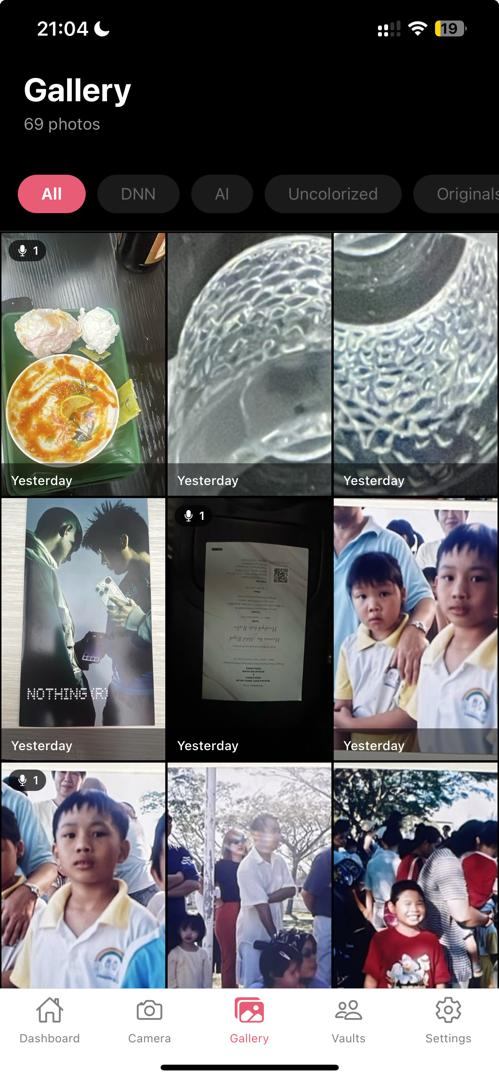 21:04
19
Gallery
69 photos
All
DNN
AI
Uncolorized
Originals
1
Yesterday
Yesterday
Yesterday
NOTHING(R)
Yesterday
1
Yesterday
Yesterday
1
Dashboard
Camera
Gallery
Vaults
Settings